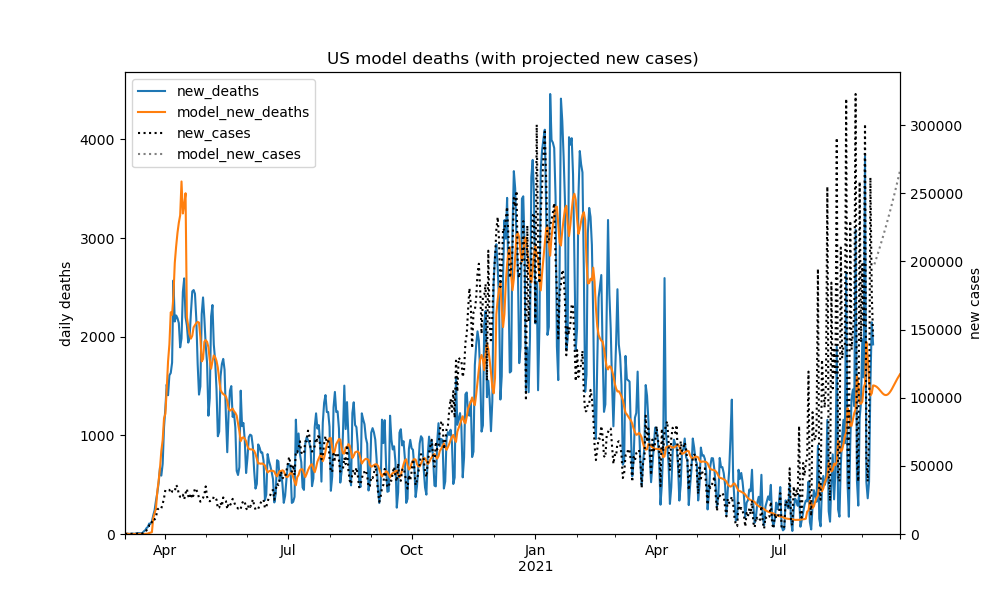 US model deaths (with projected new cases)
new_deaths
model_new_deaths
new_cases
model_new_cases
daily deaths
0
1000
2000
3000
4000
new cases
0
50000
100000
150000
200000
250000
300000
Apr
Jul
Oct
Jan
2021
Apr
Jul